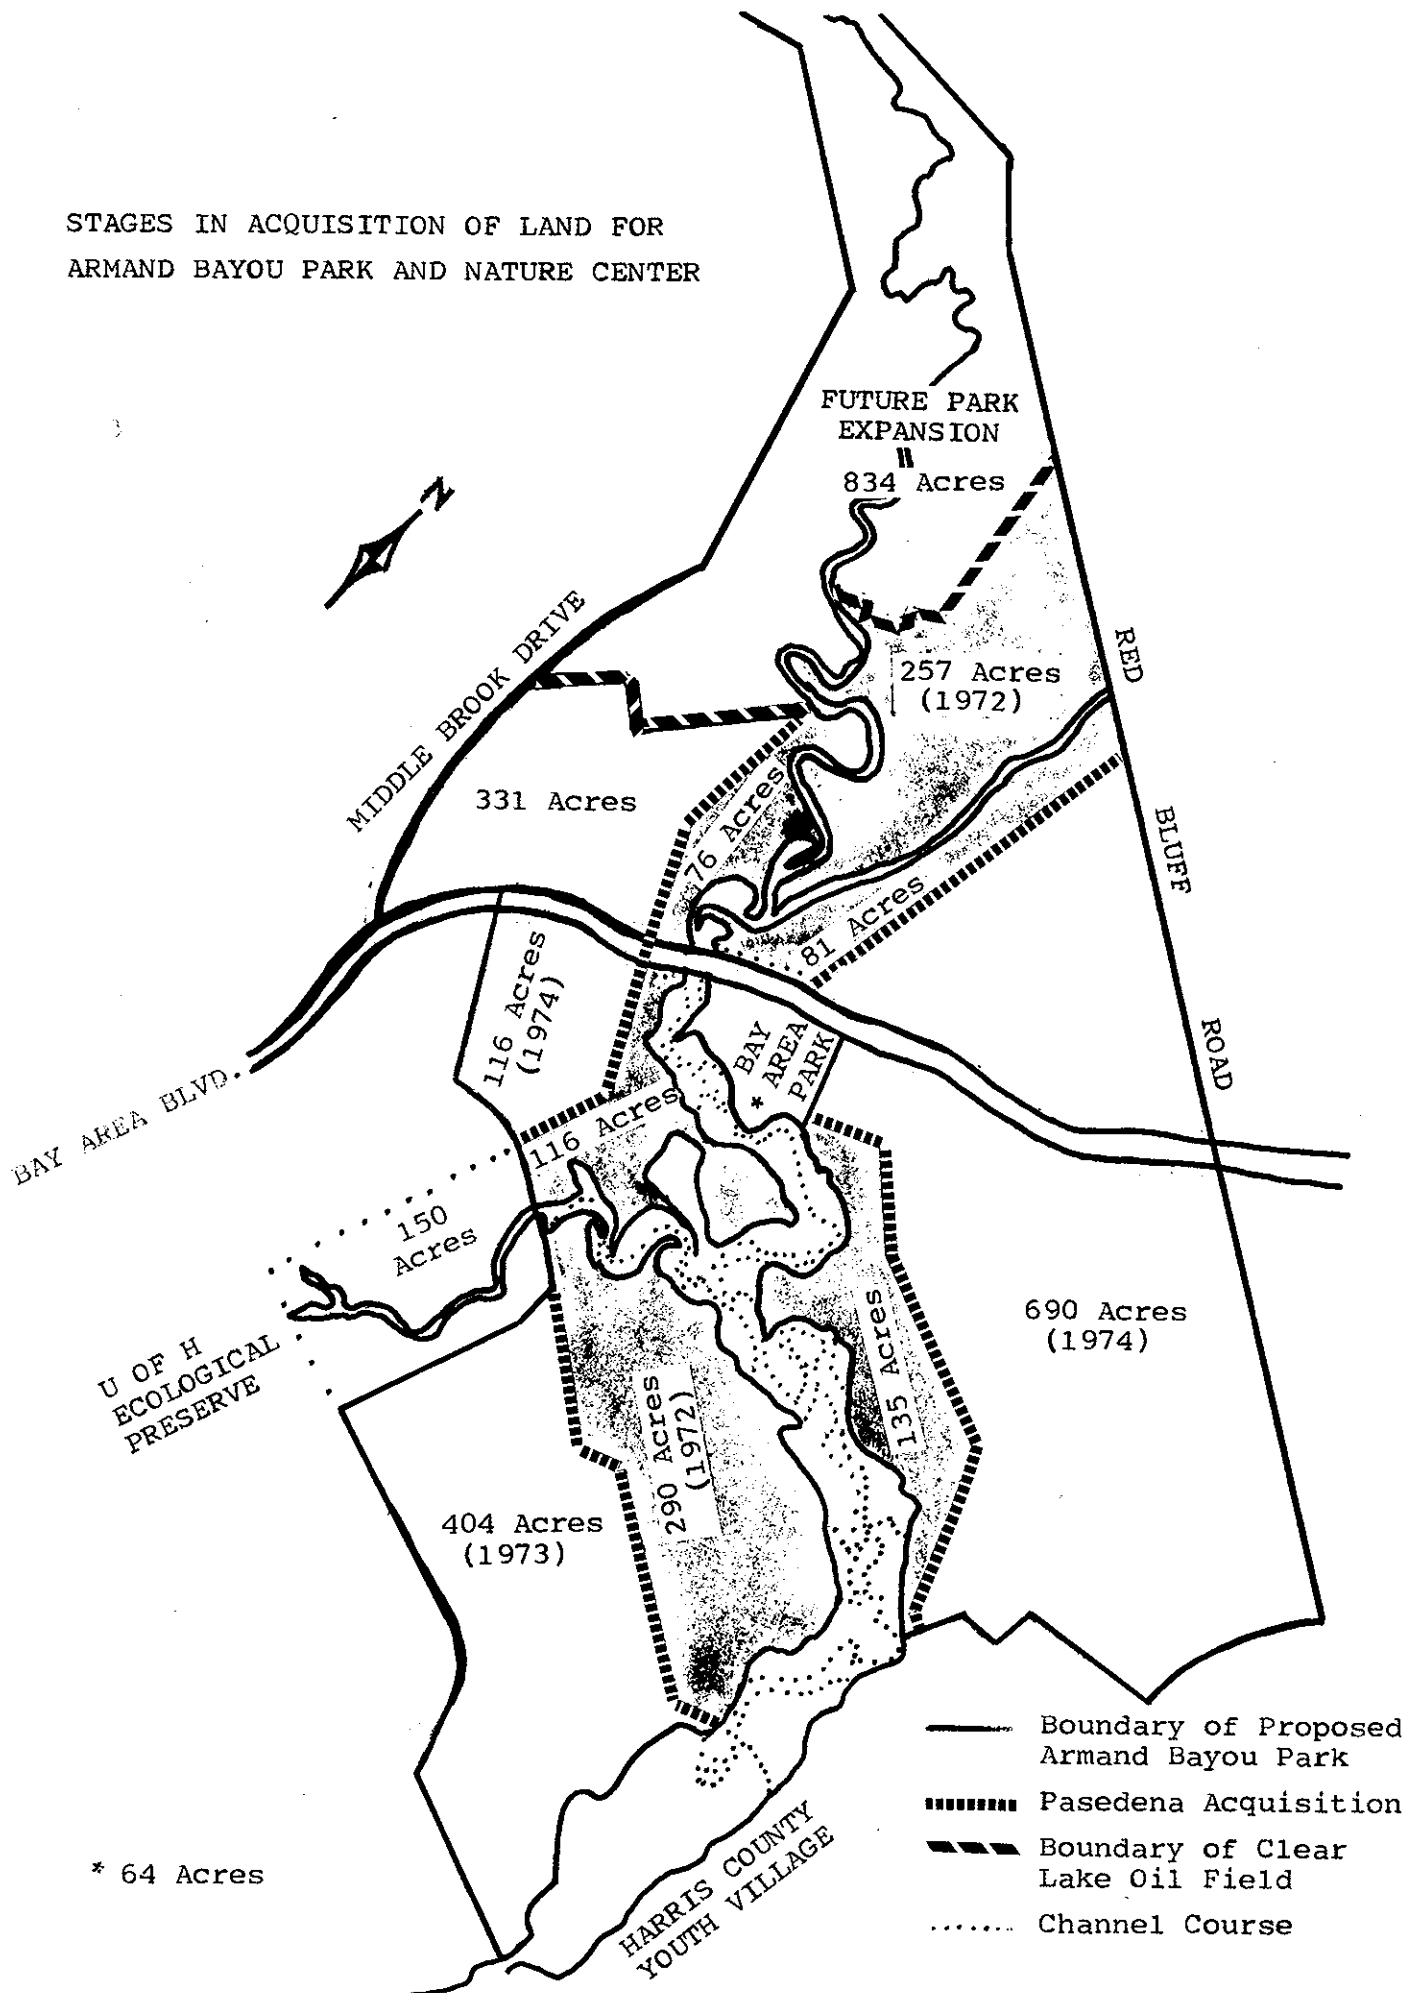 STAGES IN ACQUISITION OF LAND FOR
ARMAND BAYOU PARK AND NATURE CENTER
N
FUTURE PARK
EXPANSION
834 Acres
MIDDLE BROOK DRIVE
257 Acres
(1972)
RED
BLUFF
ROAD
331 Acres
76 Acres
81 Acres
116 Acres
(1974)
BAY
AREA
PARK
*
BAY AREA BLVD.
116 Acres
150
Acres
U OF H
ECOLOGICAL
PRESERVE
690 Acres
(1974)
135 Acres
290 Acres
(1972)
404 Acres
(1973)
HARRIS COUNTY
YOUTH VILLAGE
* 64 Acres
Boundary of Proposed
Armand Bayou Park
Pasedena Acquisition
Boundary of Clear
Lake Oil Field
Channel Course